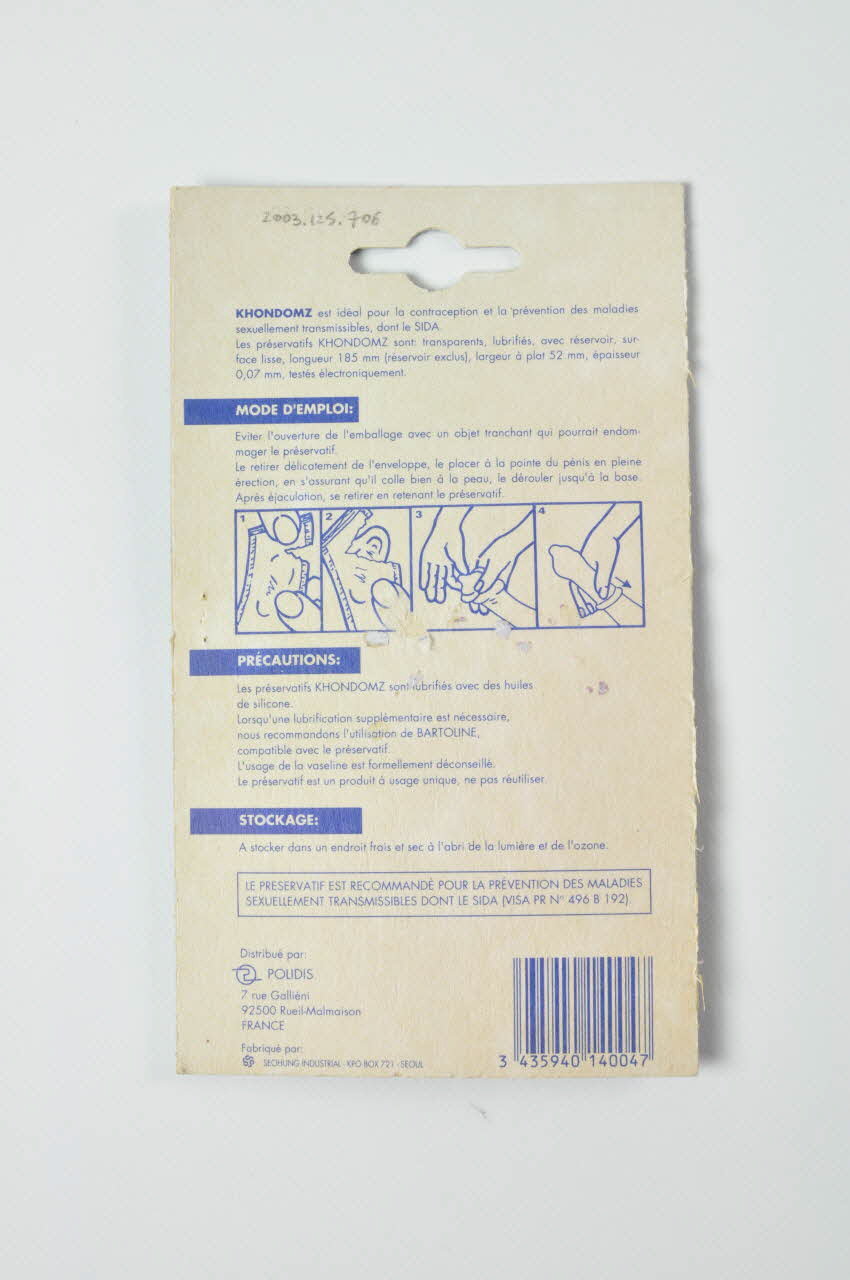 2003.125.706
KHONDOMZ est idéal pour la contraception et la prévention des maladies
sexuellement transmissibles, dont le SIDA.
Les préservatifs KHONDOMZ sont: transparents, lubrifiés, avec réservoir, sur-
face lisse, longueur 185 mm (réservoir exclus), largeur à plat 52 mm, épaisseur
0,07 mm, testés électroniquement.
MODE D'EMPLOI:
Eviter l'ouverture de l'emballage avec un objet tranchant qui pourrait endom-
mager le préservatif.
Le retirer délicatement de l'enveloppe, le placer à la pointe du pénis en pleine
érection, en s'assurant qu'il colle bien à la peau, le dérouler jusqu'à la base.
Après éjaculation, se retirer en retenant le préservatif.
1 2 3 4
PRÉCAUTIONS:
Les préservatifs KHONDOMZ sont lubrifiés avec des huiles
de silicone.
Lorsqu'une lubrification supplémentaire est nécessaire,
nous recommandons l'utilisation de BARTOLINE,
compatible avec le préservatif.
L'usage de la vaseline est formellement déconseillé.
Le préservatif est un produit á usage unique, ne pas réutiliser.
STOCKAGE:
A stocker dans un endroit frais et sec à l'abri de la lumière et de l'ozone.
LE PRESERVATIF EST RECOMMANDÉ POUR LA PRÉVENTION DES MALADIES
SEXUELLEMENT TRANSMISSIBLES DONT LE SIDA (VISA PR N° 496 B 192).
Distribué par:
POLIDIS
7 rue Galliéni
92500 Rueil-Malmaison
FRANCE
Fabriqué par:
SEOHUNG INDUSTRIAL - KPO BOX 721 - SEOUL
3 435940 140047